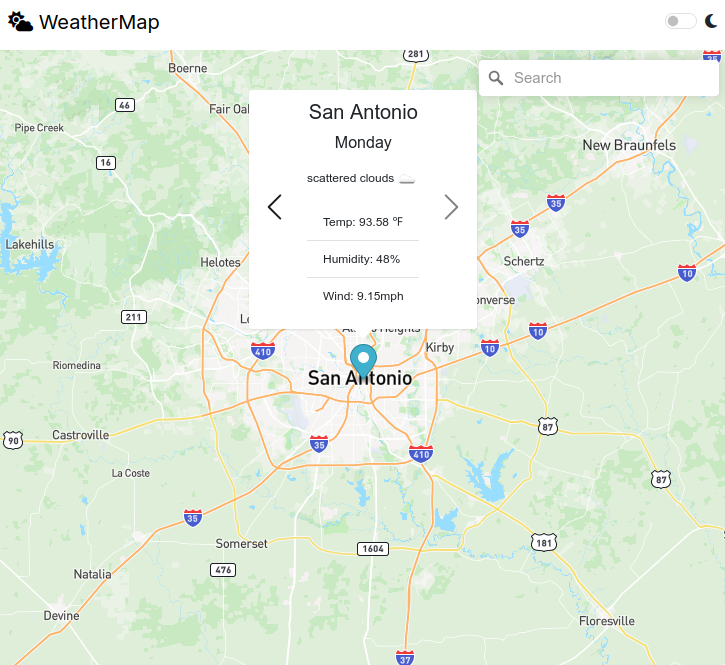 WeatherMap
281
35
Boerne
Search
46
Fair Oa
San Antonio
Pipe Creek
Monday
New Braunfels
16
scattered clouds
35
Temp: 93.58 °F
35
Lakehills
Humidity: 48%
Schertz
Helotes
10
Wind: 9.15mph
onverse
211
10
Heights
410
Kirby
10
Riomedina
San Antonio
87
Castroville
90
35
410
La Coste
87
35
181
Somerset
1604
476
Natalia
Devine
Floresville
37